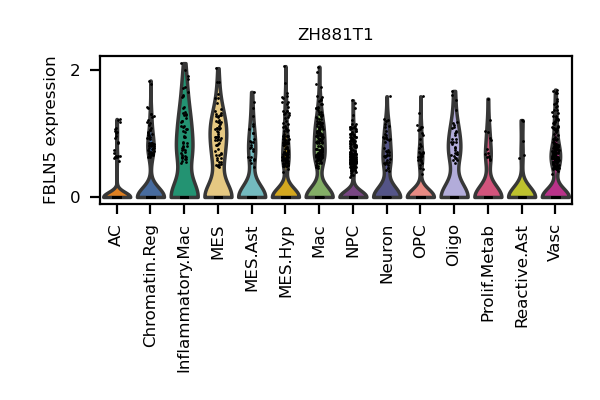 ZH881T1
FBLN5 expression
2
0
AC
Chromatin.Reg
Inflammatory.Mac
MES
MES.Ast
MES.Hyp
Mac
NPC
Neuron
OPC
Oligo
Prolif.Metab
Reactive.Ast
Vasc